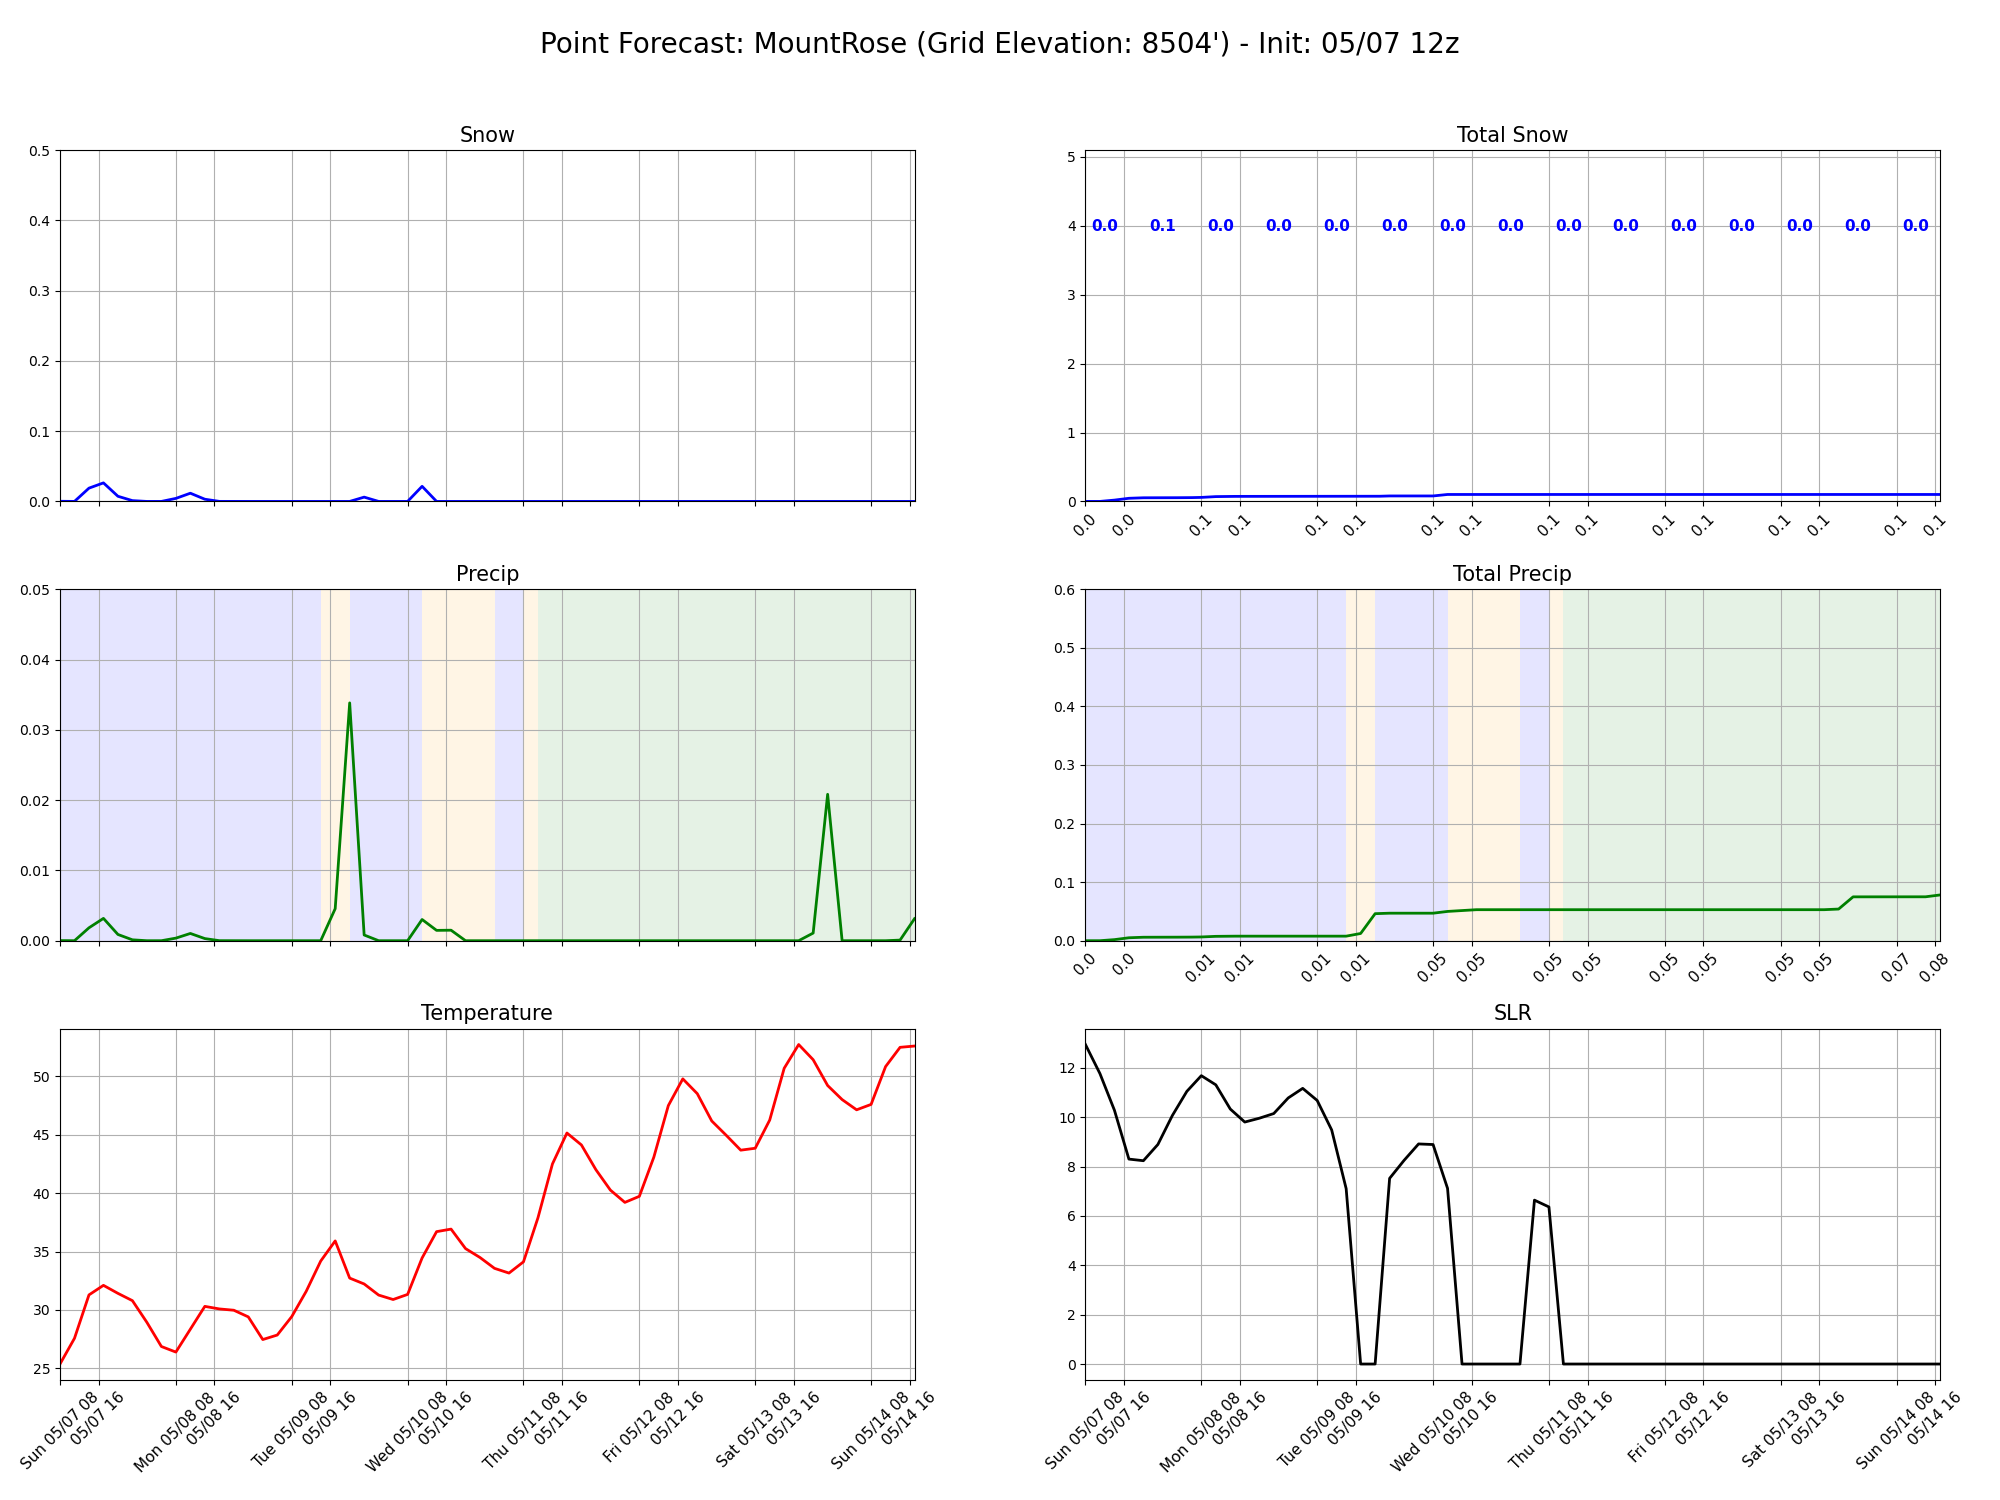 Point Forecast: MountRose (Grid Elevation: 8504') - Init: 05/07 12z
Snow
0.5
0.4
0.3
0.2
0.1
0.0
Total Snow
5
4
3
2
1
0
0.0 0.1 0.0 0.0 0.0 0.0 0.0 0.0 0.0 0.0 0.0 0.0 0.0 0.0 0.0
0.0 0.0 0.1 0.1 0.1 0.1 0.1 0.1 0.1 0.1 0.1 0.1 0.1 0.1 0.1 0.1
Precip
0.05
0.04
0.03
0.02
0.01
0.00
Total Precip
0.6
0.5
0.4
0.3
0.2
0.1
0.0
0.0 0.0 0.01 0.01 0.01 0.01 0.05 0.05 0.05 0.05 0.05 0.05 0.05 0.05 0.07 0.08
Temperature
50
45
40
35
30
25
Sun 05/07 08
05/07 16
Mon 05/08 08
05/08 16
Tue 05/09 08
05/09 16
Wed 05/10 08
05/10 16
Thu 05/11 08
05/11 16
Fri 05/12 08
05/12 16
Sat 05/13 08
05/13 16
Sun 05/14 08
05/14 16
SLR
12
10
8
6
4
2
0
Sun 05/07 08
05/07 16
Mon 05/08 08
05/08 16
Tue 05/09 08
05/09 16
Wed 05/10 08
05/10 16
Thu 05/11 08
05/11 16
Fri 05/12 08
05/12 16
Sat 05/13 08
05/13 16
Sun 05/14 08
05/14 16